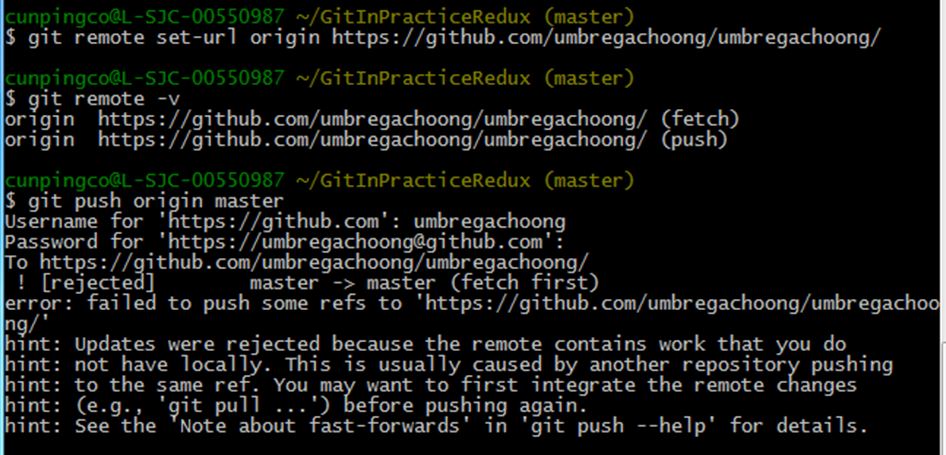 cunpingco@L-SJC-00550987 ~/GitInPracticeRedux (master)
$ git remote set-url origin https://github.com/umbregachoong/umbregachoong/
cunpingco@L-SJC-00550987 ~/GitInPracticeRedux (master)
$ git remote -v
origin  https://github.com/umbregachoong/umbregachoong/ (fetch)
origin  https://github.com/umbregachoong/umbregachoong/ (push)
cunpingco@L-SJC-00550987 ~/GitInPracticeRedux (master)
$ git push origin master
Username for 'https://github.com': umbregachoong
Password for 'https://umbregachoong@github.com':
To https://github.com/umbregachoong/umbregachoong/
 ! [rejected]        master -> master (fetch first)
error: failed to push some refs to 'https://github.com/umbregachoong/umbregachoo
ng/'
hint: Updates were rejected because the remote contains work that you do
hint: not have locally. This is usually caused by another repository pushing
hint: to the same ref. You may want to first integrate the remote changes
hint: (e.g., 'git pull ...') before pushing again.
hint: See the 'Note about fast-forwards' in 'git push --help' for details.